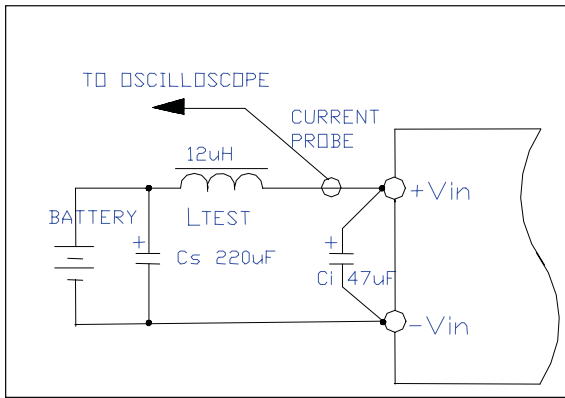 TO OSCILLOSCOPE
CURRENT
PROBE
12uH
+Vin
BATTERY
LTEST
+
Cs 220uF
+
Ci 47uF
-Vin